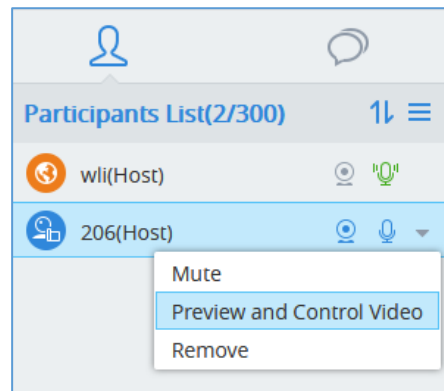 Participants List(2/300)
wli(Host)
206(Host)
Mute
Preview and Control Video
Remove